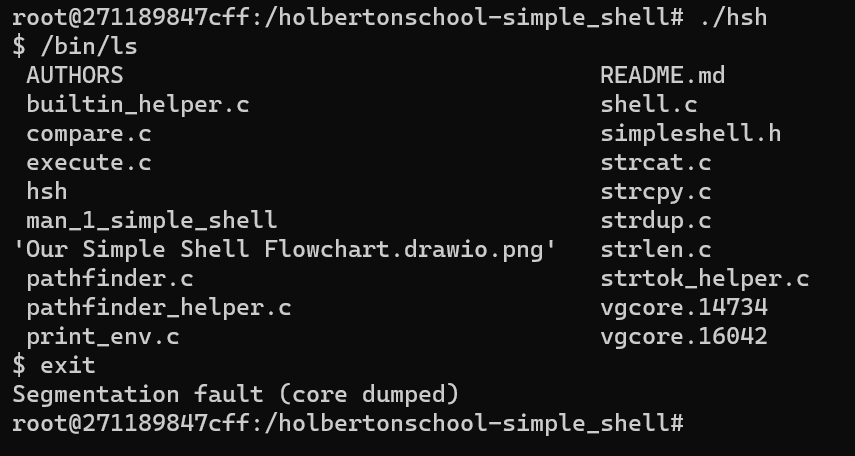 root@271189847cff:/holbertonschool-simple_shell# ./hsh
$ /bin/ls
 AUTHORS                                 README.md
 builtin_helper.c                        shell.c
 compare.c                               simpleshell.h
 execute.c                               strcat.c
 hsh                                     strcpy.c
 man_1_simple_shell                      strdup.c
'Our Simple Shell Flowchart.drawio.png'   strlen.c
 pathfinder.c                            strtok_helper.c
 pathfinder_helper.c                     vgcore.14734
 print_env.c                             vgcore.16042
$ exit
Segmentation fault (core dumped)
root@271189847cff:/holbertonschool-simple_shell#